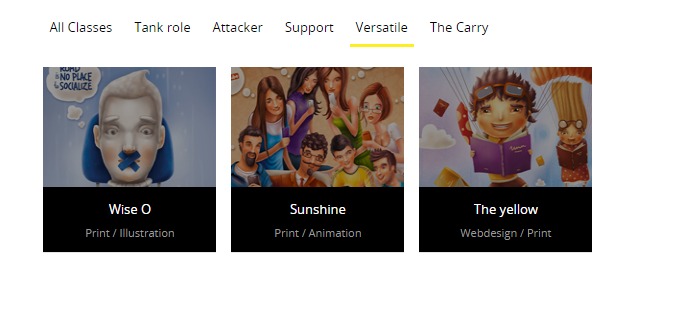 All Classes Tank role Attacker Support Versatile The Carry
ROAD
IS NO PLACE
TO
SOCIALIZE
Wise O
Print / Illustration
Sunshine
Print / Animation
The yellow
Webdesign / Print